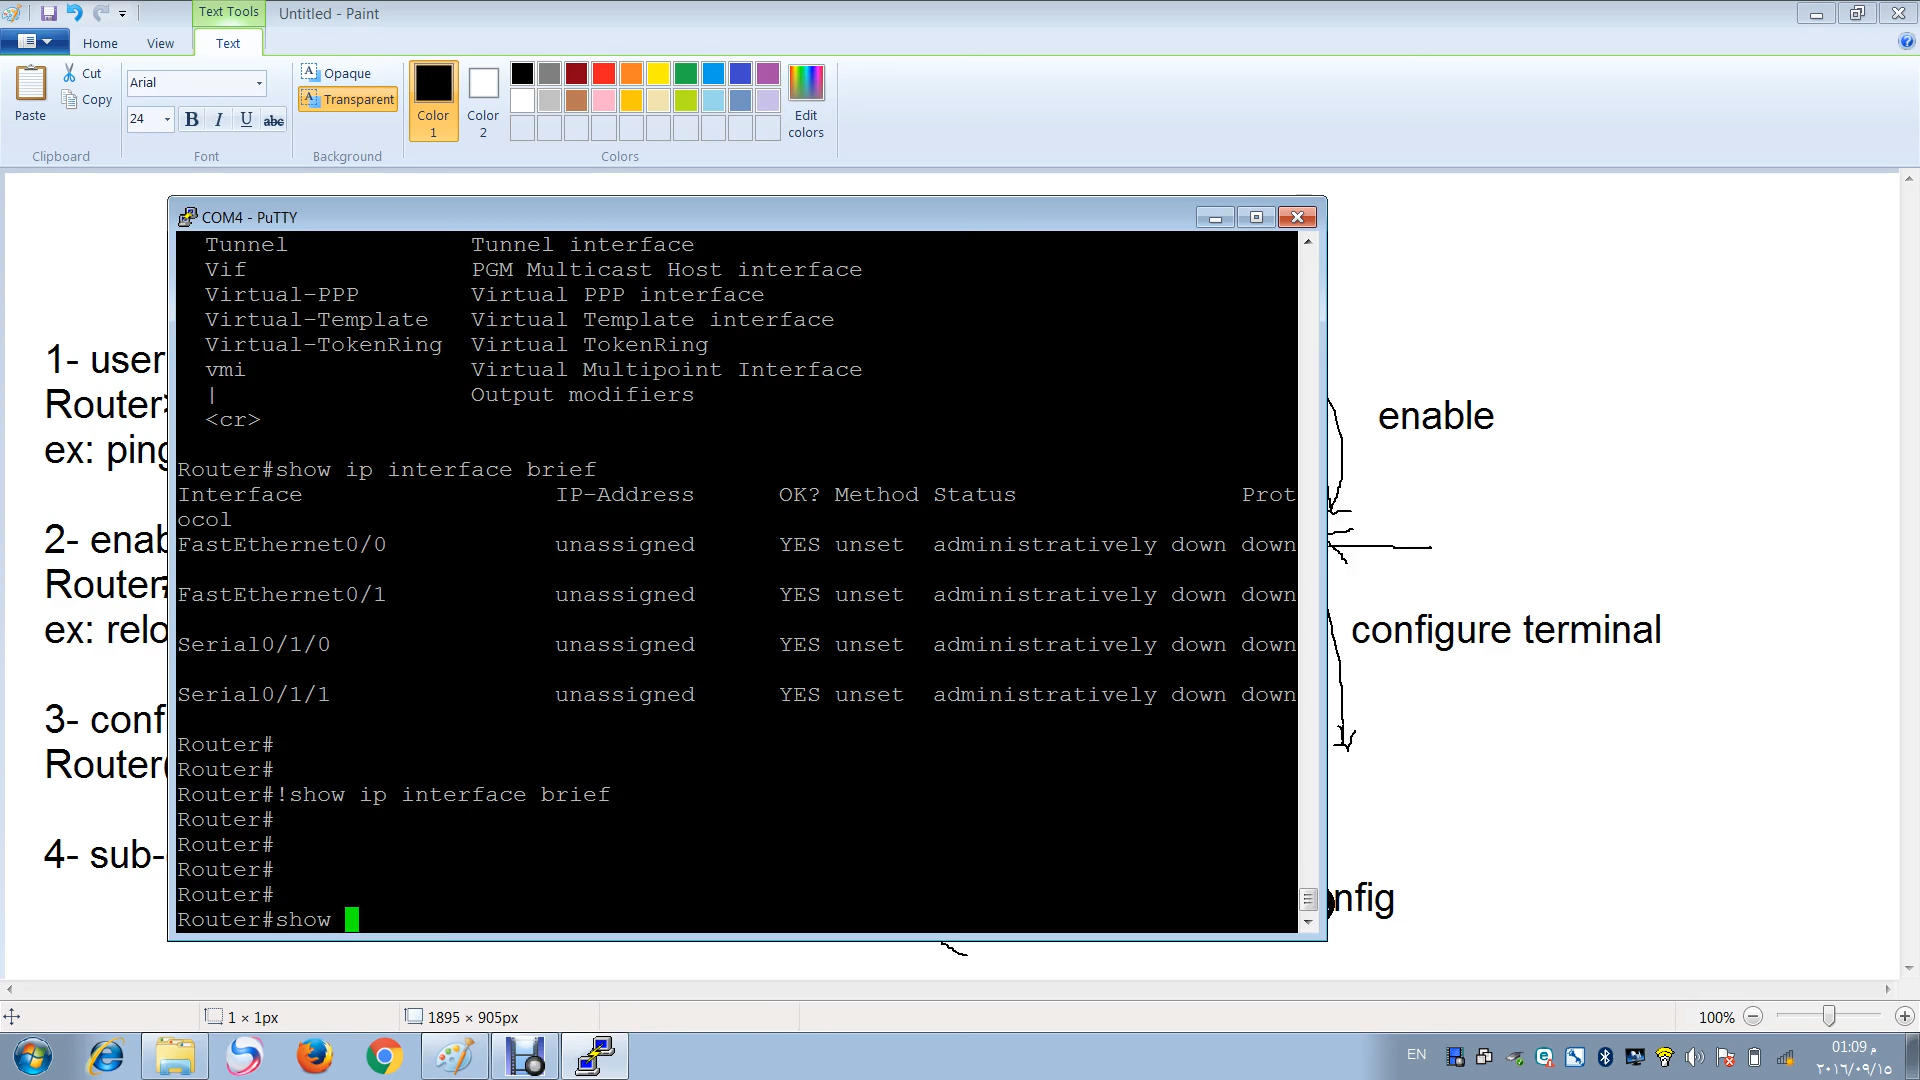 Text Tools
Untitled - Paint
Home
View
Text
Paste
Cut
Copy
Clipboard
Arial
24
B I U abc
Font
Opaque
Transparent
Background
Color 1
Color 2
Edit colors
Colors
COM4 - PuTTY
Tunnel Tunnel interface
Vif PGM Multicast Host interface
Virtual-PPP Virtual PPP interface
Virtual-Template Virtual Template interface
Virtual-TokenRing Virtual TokenRing
vmi Virtual Multipoint Interface
| Output modifiers
<cr>
Router#show ip interface brief
Interface IP-Address OK? Method Status Prot
ocol
FastEthernet0/0 unassigned YES unset administratively down down
FastEthernet0/1 unassigned YES unset administratively down down
Serial0/1/0 unassigned YES unset administratively down down
Serial0/1/1 unassigned YES unset administratively down down
Router#
Router#
Router#!show ip interface brief
Router#
Router#
Router#
Router#
Router#show
1- user
Router>
ex: ping
2- enab
Router#
ex: relo
3- conf
Router(
4- sub-
enable
configure terminal
nfig
1 × 1px
1895 × 905px
100%
EN
01:09 م
٢٠١٦/٠٩/١٥